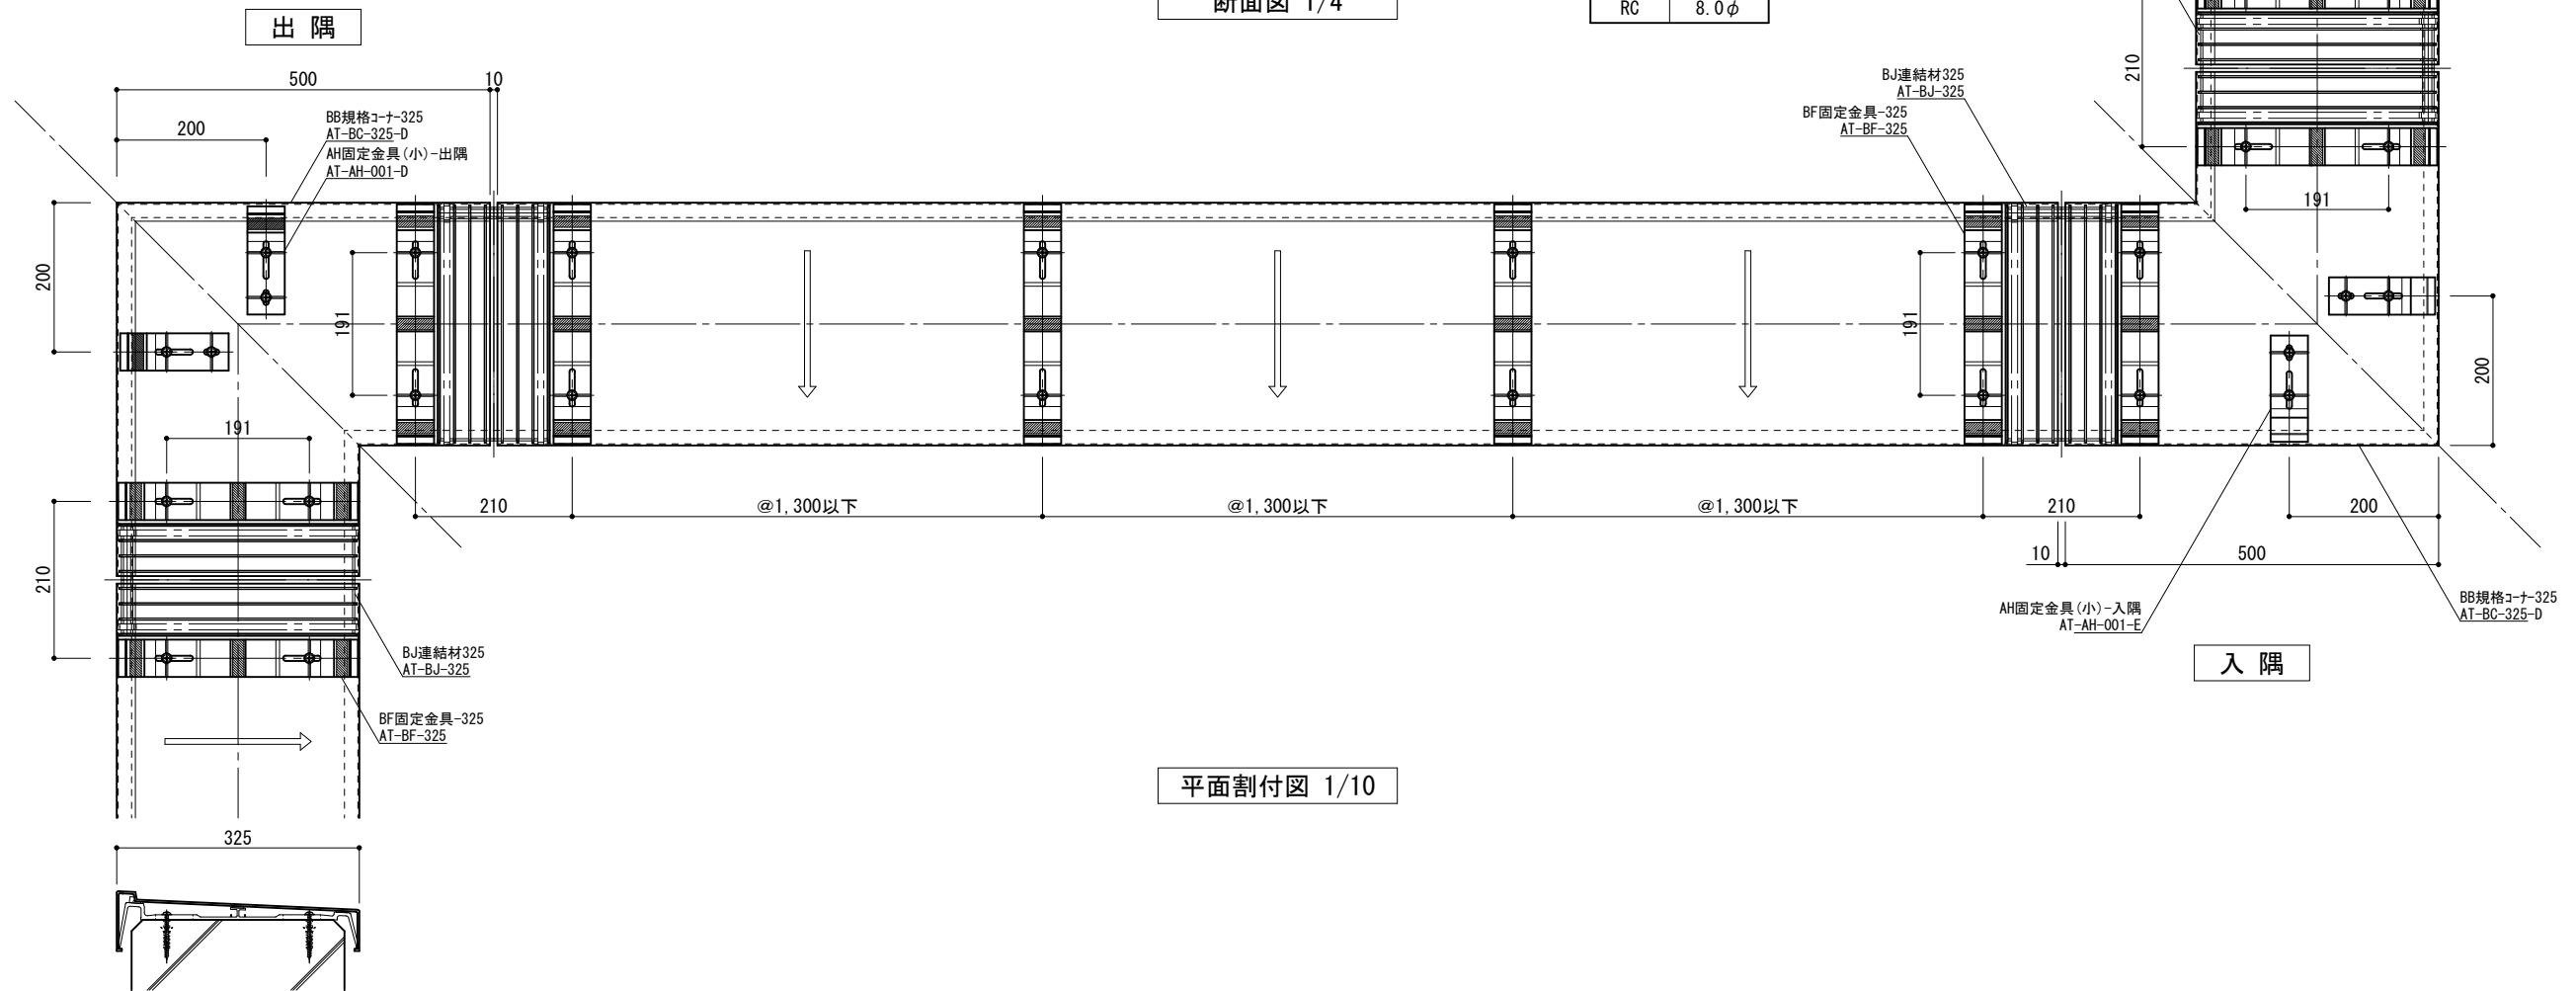 断面図 1/4
RC 8.0φ
出 隅
500
10
200
BB規格コーナー-325
AT-BC-325-D
AH固定金具(小)-出隅
AT-AH-001-D
BJ連結材325
AT-BJ-325
BF固定金具-325
AT-BF-325
210
191
200
191
191
200
191
210
@1,300以下
@1,300以下
@1,300以下
210
200
10
500
210
AH固定金具(小)-入隅
AT-AH-001-E
BB規格コーナー-325
AT-BC-325-D
BJ連結材325
AT-BJ-325
入 隅
BF固定金具-325
AT-BF-325
平面割付図 1/10
325